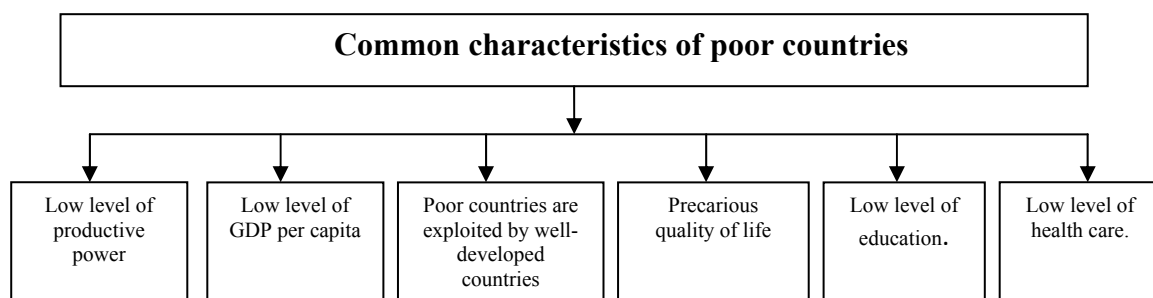 Common characteristics of poor countries
Low level of
productive
power
Low level of
GDP per capita
Poor countries are
exploited by well-
developed
countries
Precarious
quality of life
Low level of
education.
Low level of
health care.